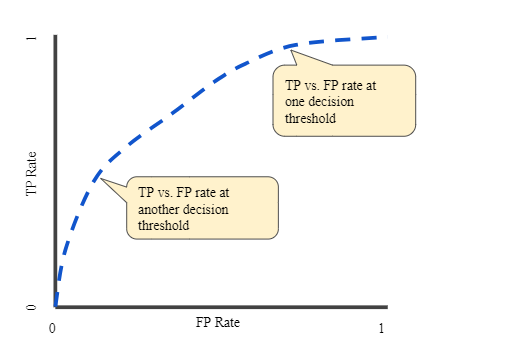 1
TP vs. FP rate at
one decision
threshold
TP Rate
TP vs. FP rate at
another decision
threshold
0
0
FP Rate
1